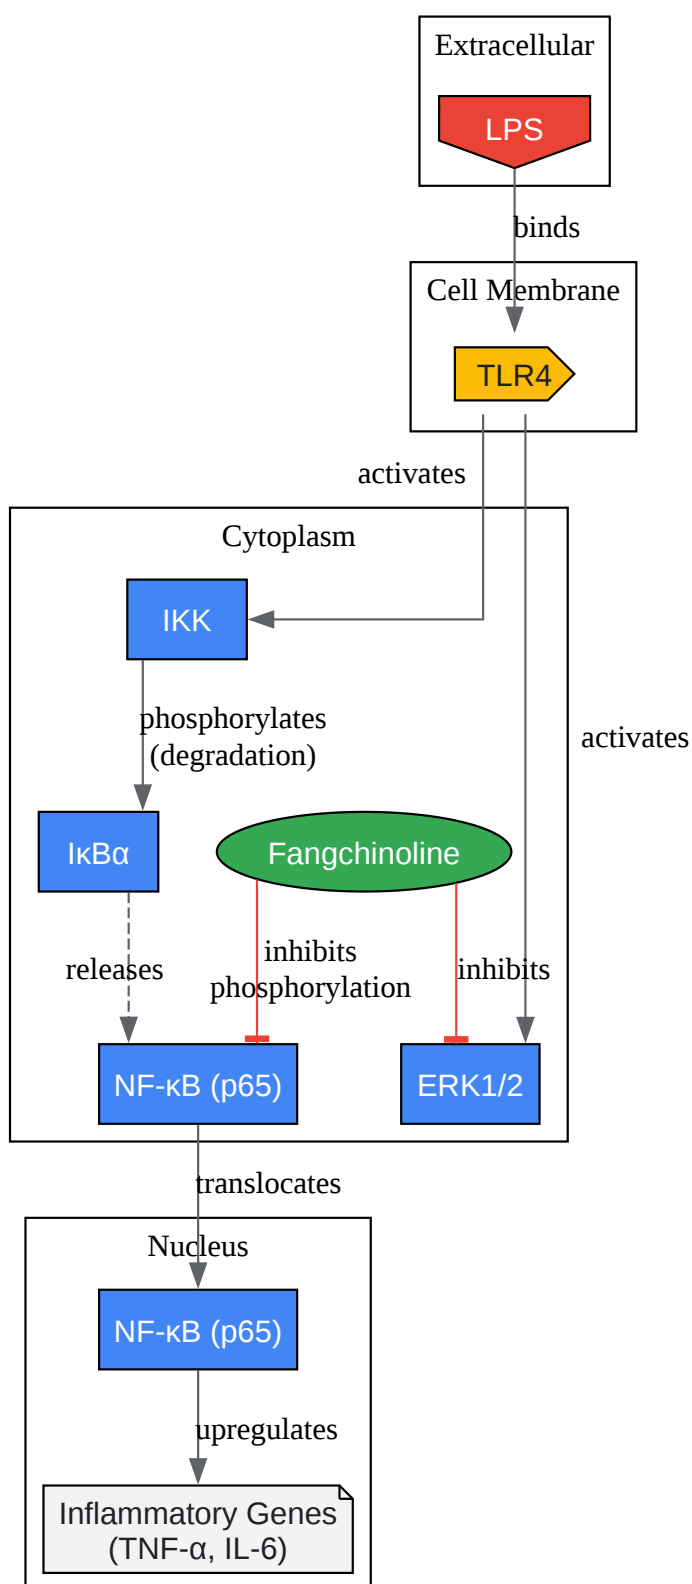 Extracellular
LPS
binds
Cell Membrane
TLR4
activates
Cytoplasm
IKK
phosphorylates
(degradation)
activates
IκBα
Fangchinoline
releases
inhibits
phosphorylation
inhibits
NF-κB (p65)
ERK1/2
translocates
Nucleus
NF-κB (p65)
upregulates
Inflammatory Genes
(TNF-α, IL-6)